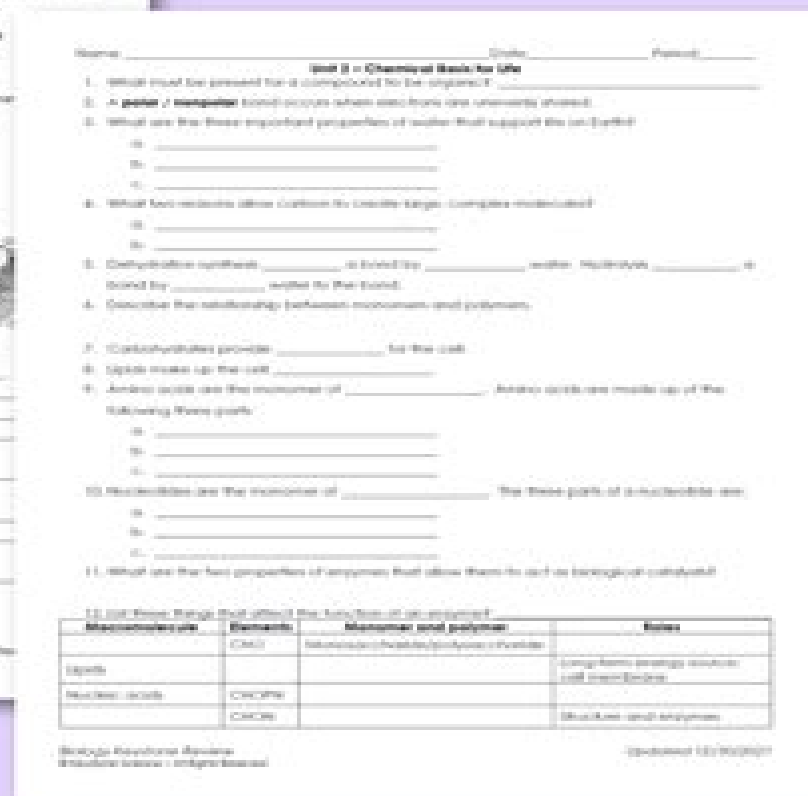 Name: Date: Period:
Unit 2 – Chemical Basis for Life
1. What must be present for a compound to be organic?
2. A polar / nonpolar bond occurs when electrons are unevenly shared.
3. What are the three important properties of water that support life on Earth?
a.
b.
c.
4. What two reasons allow carbon to create large, complex molecules?
a.
b.
5. Dehydration synthesis a bond by water. Hydrolysis a
bond by water to the bond.
6. Describe the relationship between monomers and polymers.
7. Carbohydrates provide for the cell.
8. Lipids make up the cell
9. Amino acids are the monomer of . Amino acids are made up of the
following three parts
a.
b.
c.
10. Nucleotides are the monomer of . The three parts of a nucleotide are:
a.
b.
c.
11. What are the two properties of enzymes that allow them to act as biological catalysts?
12. List three things that affect the function of an enzyme?
Macromolecule Elements Monomer and polymer Roles
CHO Monosaccharide/polysaccharide
Lipids Long-term energy source;
cell membrane
Nucleic acids CHOPN
CHON Structure and enzymes
Biology Keystone Review
All Rights Reserved